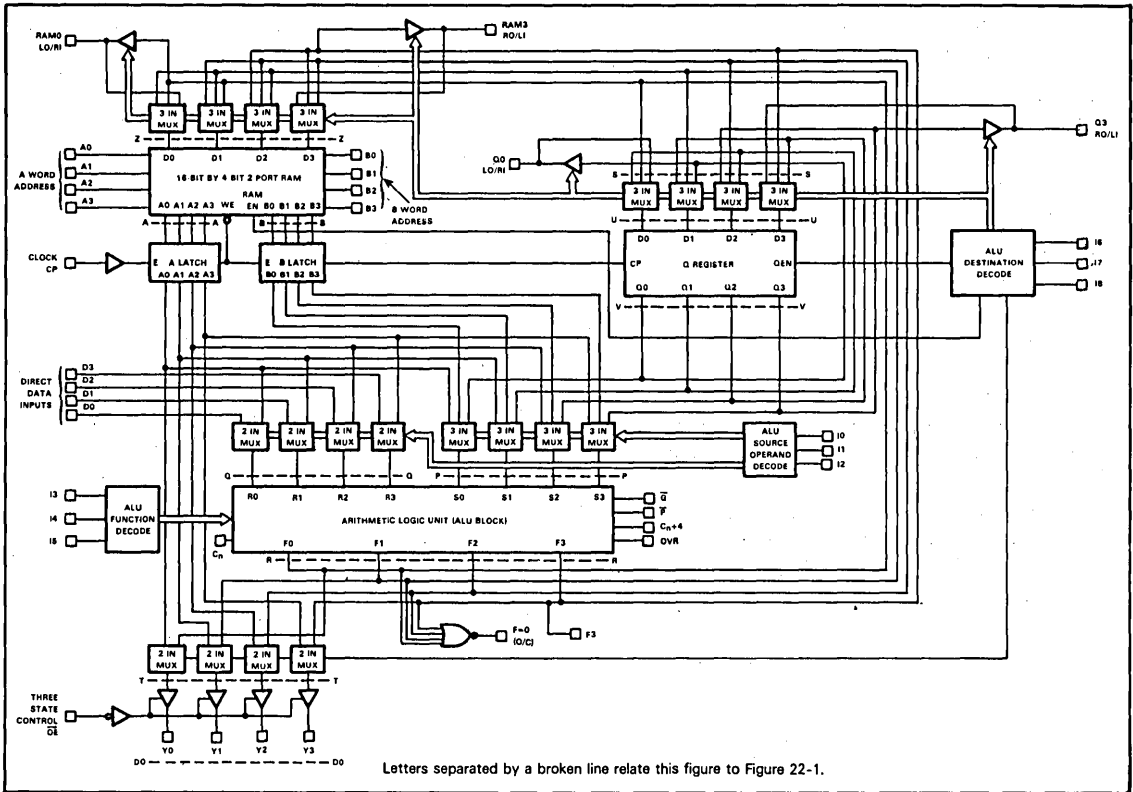 RAM0
LO/RI
RAM3
RO/LI
3 IN MUX
3 IN MUX
3 IN MUX
3 IN MUX
Z Z
A WORD ADDRESS
A0
A1
A2
A3
D0 D1 D2 D3
16-BIT BY 4 BIT 2 PORT RAM
RAM
A0 A1 A2 A3 WE EN B0 B1 B2 B3
B0
B1
B2
B3
B WORD ADDRESS
A A B B
CLOCK
CP
E A LATCH
A0 A1 A2 A3
E B LATCH
B0 B1 B2 B3
B0 B1 B2 B3
Q0
LO/RI
S S
3 IN MUX
3 IN MUX
3 IN MUX
3 IN MUX
Q3
RO/LI
U U
D0 D1 D2 D3
CP Q REGISTER QEN
Q0 Q1 Q2 Q3
V V
ALU
DESTINATION
DECODE
I6
I7
I8
DIRECT
DATA
INPUTS
D3
D2
D1
D0
2 IN MUX
2 IN MUX
2 IN MUX
2 IN MUX
3 IN MUX
3 IN MUX
3 IN MUX
3 IN MUX
ALU
SOURCE
OPERAND
DECODE
I0
I1
I2
Q Q P P
I3
I4
I5
ALU
FUNCTION
DECODE
R0 R1 R2 R3 S0 S1 S2 S3
ARITHMETIC LOGIC UNIT (ALU BLOCK)
F0 F1 F2 F3
Cn
G̅
P̅
Cn+4
OVR
R R
F=0
(O/C)
F3
2 IN MUX
2 IN MUX
2 IN MUX
2 IN MUX
T T
THREE
STATE
CONTROL
O̅E̅
Y0 Y1 Y2 Y3
DO DO
Letters separated by a broken line relate this figure to Figure 22-1.